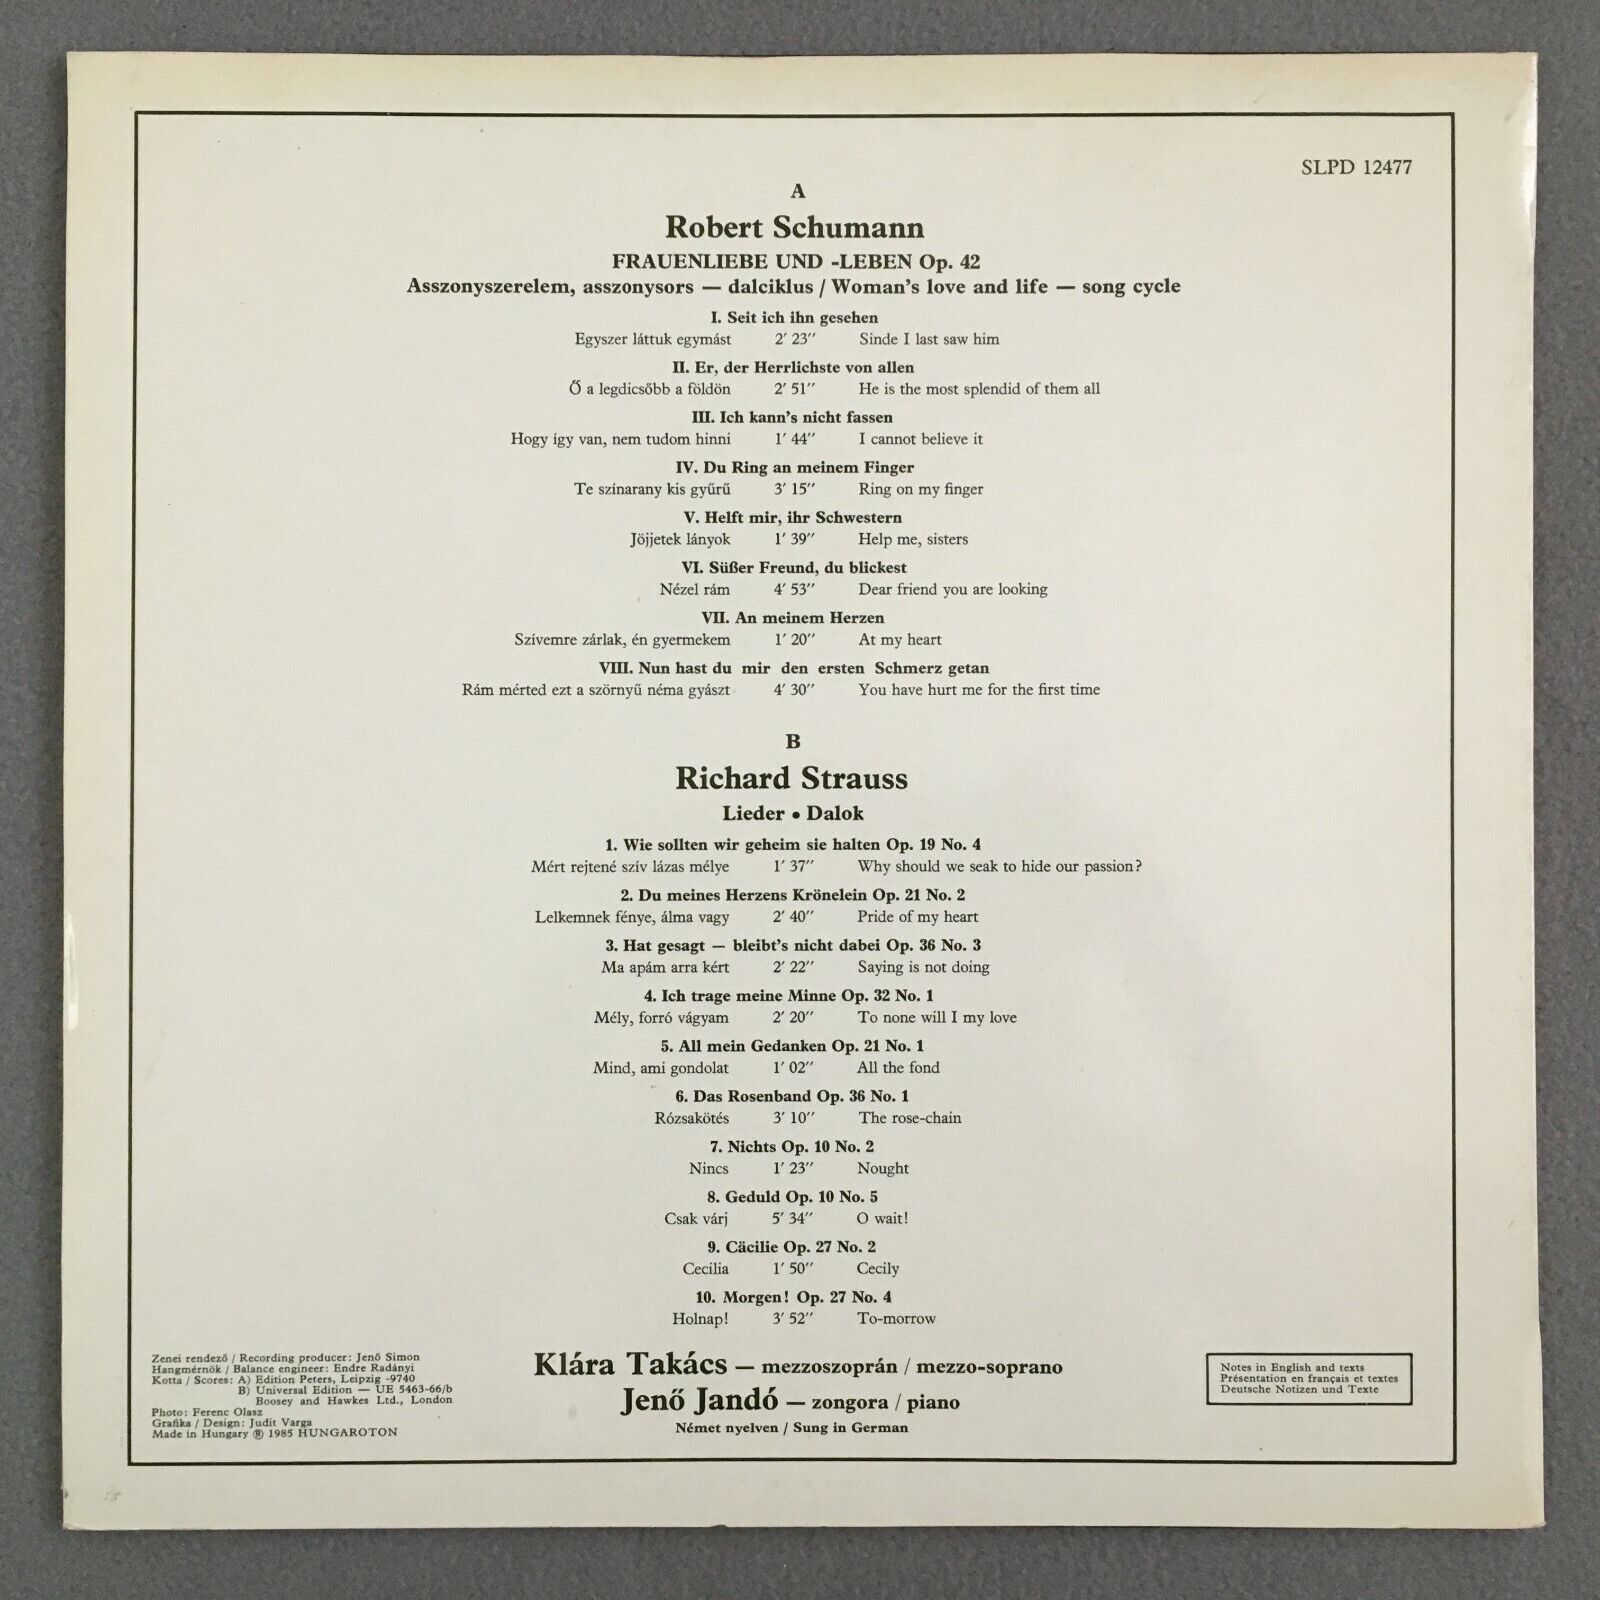 SLPD 12477
A
Robert Schumann
FRAUENLIEBE UND -LEBEN Op. 42
Asszonyszerelem, asszonysors — dalciklus / Woman's love and life — song cycle
I. Seit ich ihn gesehen
Egyszer láttuk egymást 2′ 23″ Sinde I last saw him
II. Er, der Herrlichste von allen
Ő a legdicsőbb a földön 2′ 51″ He is the most splendid of them all
III. Ich kann's nicht fassen
Hogy így van, nem tudom hinni 1′ 44″ I cannot believe it
IV. Du Ring an meinem Finger
Te színarany kis gyűrű 3′ 15″ Ring on my finger
V. Helft mir, ihr Schwestern
Jöjjetek lányok 1′ 39″ Help me, sisters
VI. Süßer Freund, du blickest
Nézel rám 4′ 53″ Dear friend you are looking
VII. An meinem Herzen
Szívemre zárlak, én gyermekem 1′ 20″ At my heart
VIII. Nun hast du mir den ersten Schmerz getan
Rám mérted ezt a szörnyű néma gyászt 4′ 30″ You have hurt me for the first time
B
Richard Strauss
Lieder • Dalok
1. Wie sollten wir geheim sie halten Op. 19 No. 4
Mért rejtené szív lázas mélye 1′ 37″ Why should we seak to hide our passion?
2. Du meines Herzens Krönelein Op. 21 No. 2
Lelkemnek fénye, álma vagy 2′ 40″ Pride of my heart
3. Hat gesagt — bleibt's nicht dabei Op. 36 No. 3
Ma apám arra kért 2′ 22″ Saying is not doing
4. Ich trage meine Minne Op. 32 No. 1
Mély, forró vágyam 2′ 20″ To none will I my love
5. All mein Gedanken Op. 21 No. 1
Mind, ami gondolat 1′ 02″ All the fond
6. Das Rosenband Op. 36 No. 1
Rózsakötés 3′ 10″ The rose-chain
7. Nichts Op. 10 No. 2
Nincs 1′ 23″ Nought
8. Geduld Op. 10 No. 5
Csak várj 5′ 34″ O wait!
9. Cäcilie Op. 27 No. 2
Cecilia 1′ 50″ Cecily
10. Morgen! Op. 27 No. 4
Holnap! 3′ 52″ To-morrow
Klára Takács — mezzoszoprán / mezzo-soprano
Jenő Jandó — zongora / piano
Német nyelven / Sung in German
Zenei rendező / Recording producer: Jenő Simon
Hangmérnök / Balance engineer: Endre Radányi
Kotta / Scores: A) Edition Peters, Leipzig -9740
B) Universal Edition — UE 5463-66/b
Boosey and Hawkes Ltd., London
Photo: Ferenc Olasz
Grafika / Design: Judit Varga
Made in Hungary Ⓟ 1985 HUNGAROTON
Notes in English and texts
Présentation en français et textes
Deutsche Notizen und Texte